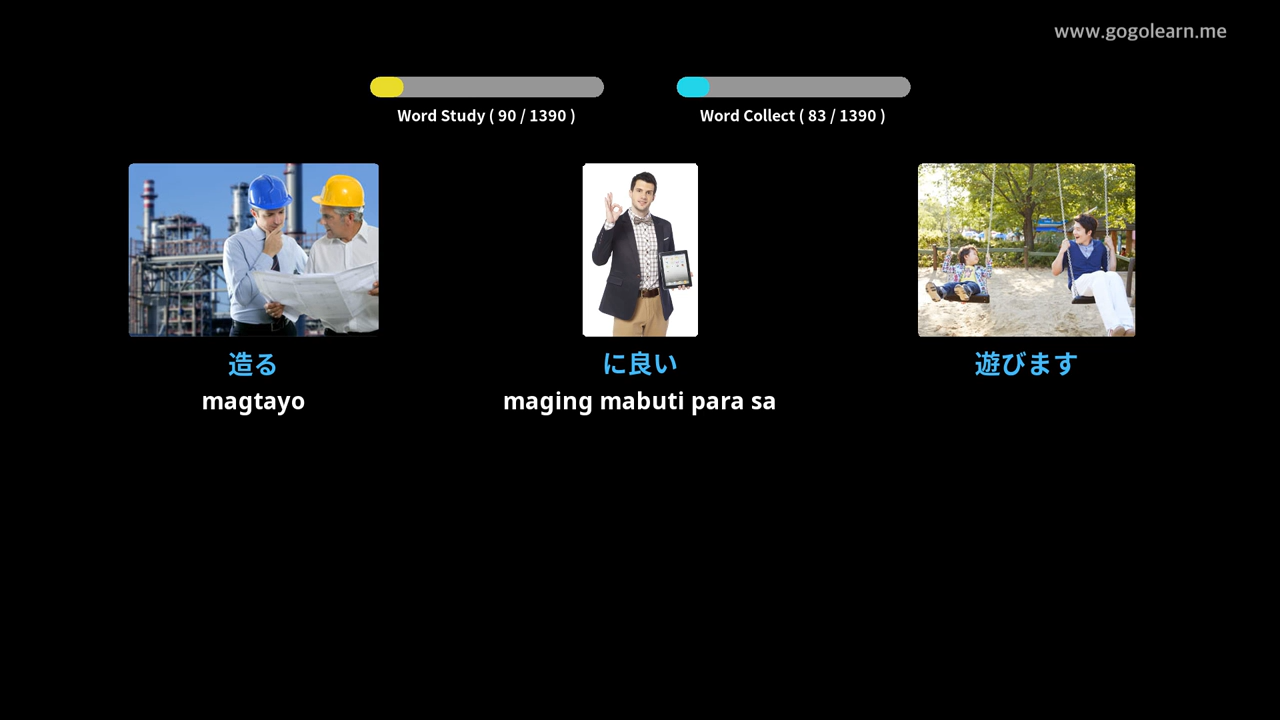 www.gogolearn.me
Word Study ( 90 / 1390 )
Word Collect ( 83 / 1390 )
造る
magtayo
に良い
maging mabuti para sa
遊びます